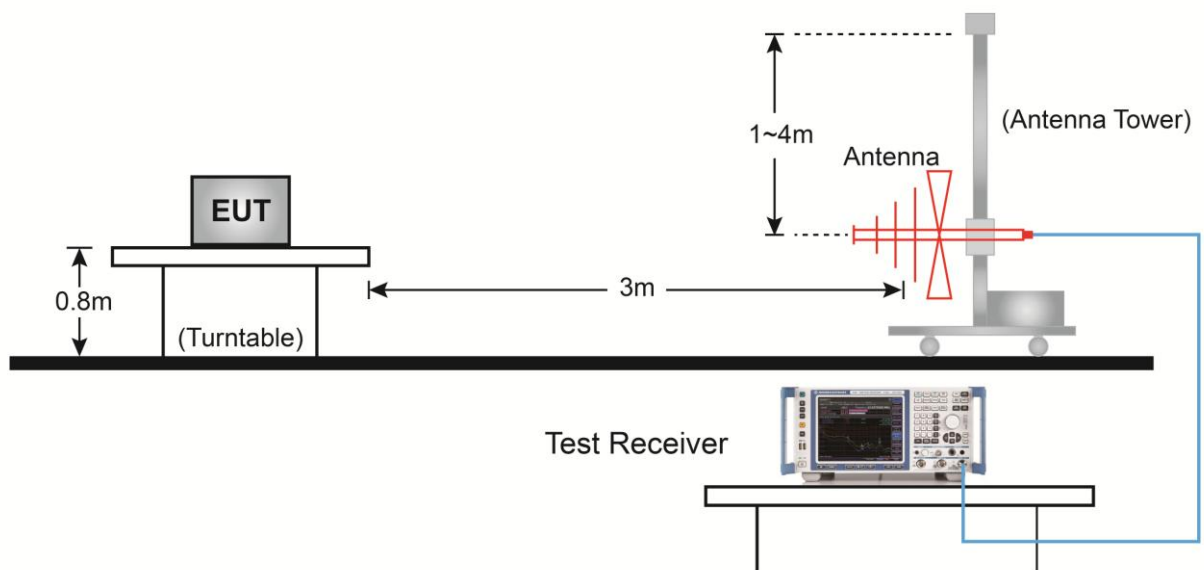 1~4m
(Antenna Tower)
Antenna
EUT
0.8m
3m
(Turntable)
Test Receiver